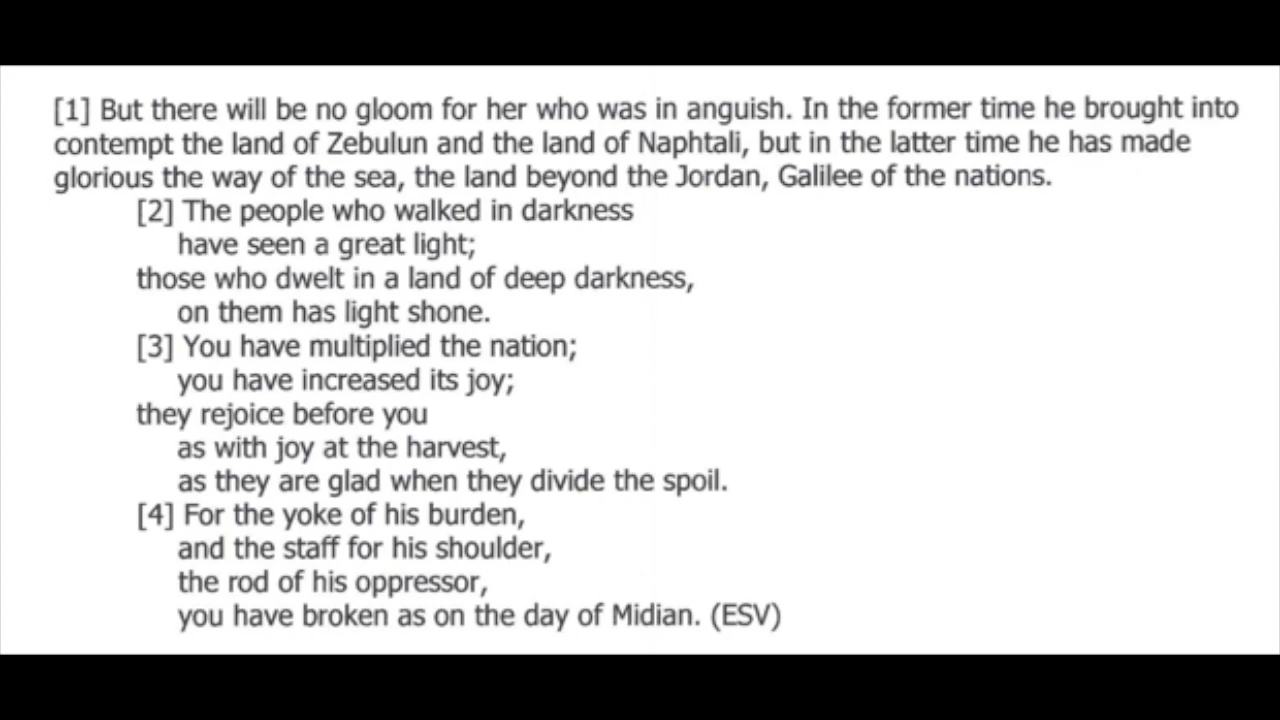 [1] But there will be no gloom for her who was in anguish. In the former time he brought into
contempt the land of Zebulun and the land of Naphtali, but in the latter time he has made
glorious the way of the sea, the land beyond the Jordan, Galilee of the nations.
[2] The people who walked in darkness
have seen a great light;
those who dwelt in a land of deep darkness,
on them has light shone.
[3] You have multiplied the nation;
you have increased its joy;
they rejoice before you
as with joy at the harvest,
as they are glad when they divide the spoil.
[4] For the yoke of his burden,
and the staff for his shoulder,
the rod of his oppressor,
you have broken as on the day of Midian. (ESV)